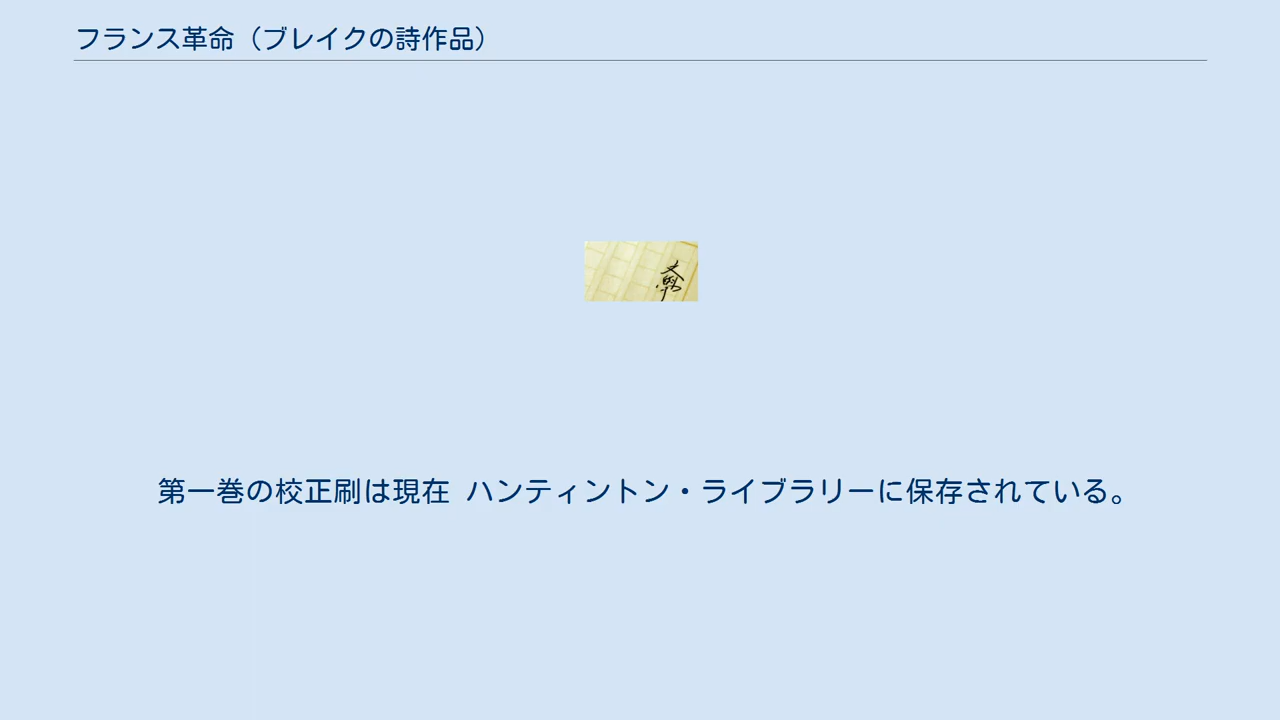 フランス革命（ブレイクの詩作品）
第一巻の校正刷は現在 ハンティントン・ライブラリーに保存されている。